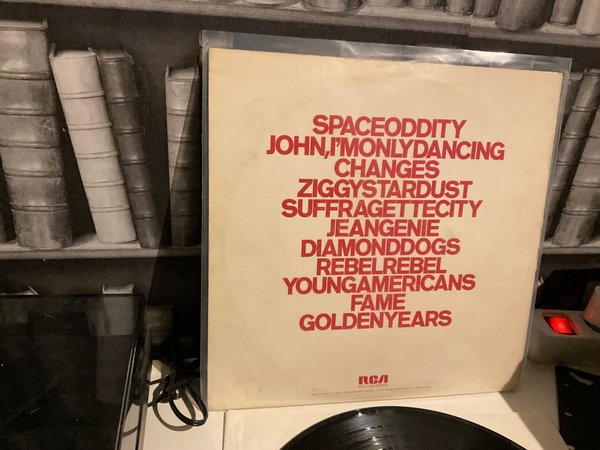 SPACEODDITY
JOHN,I'MONLYDANCING
CHANGES
ZIGGYSTARDUST
SUFFRAGETTECITY
JEANGENIE
DIAMONDDOGS
REBELREBEL
YOUNGAMERICANS
FAME
GOLDENYEARS
RCA